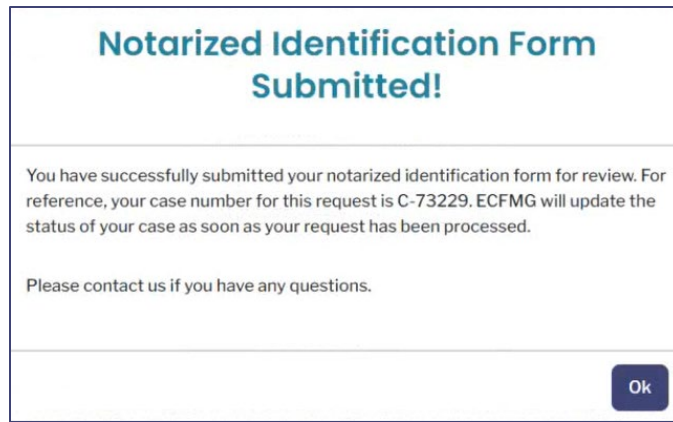 Notarized Identification Form
Submitted!
You have successfully submitted your notarized identification form for review. For
reference, your case number for this request is C-73229. ECFMG will update the
status of your case as soon as your request has been processed.
Please contact us if you have any questions.
Ok